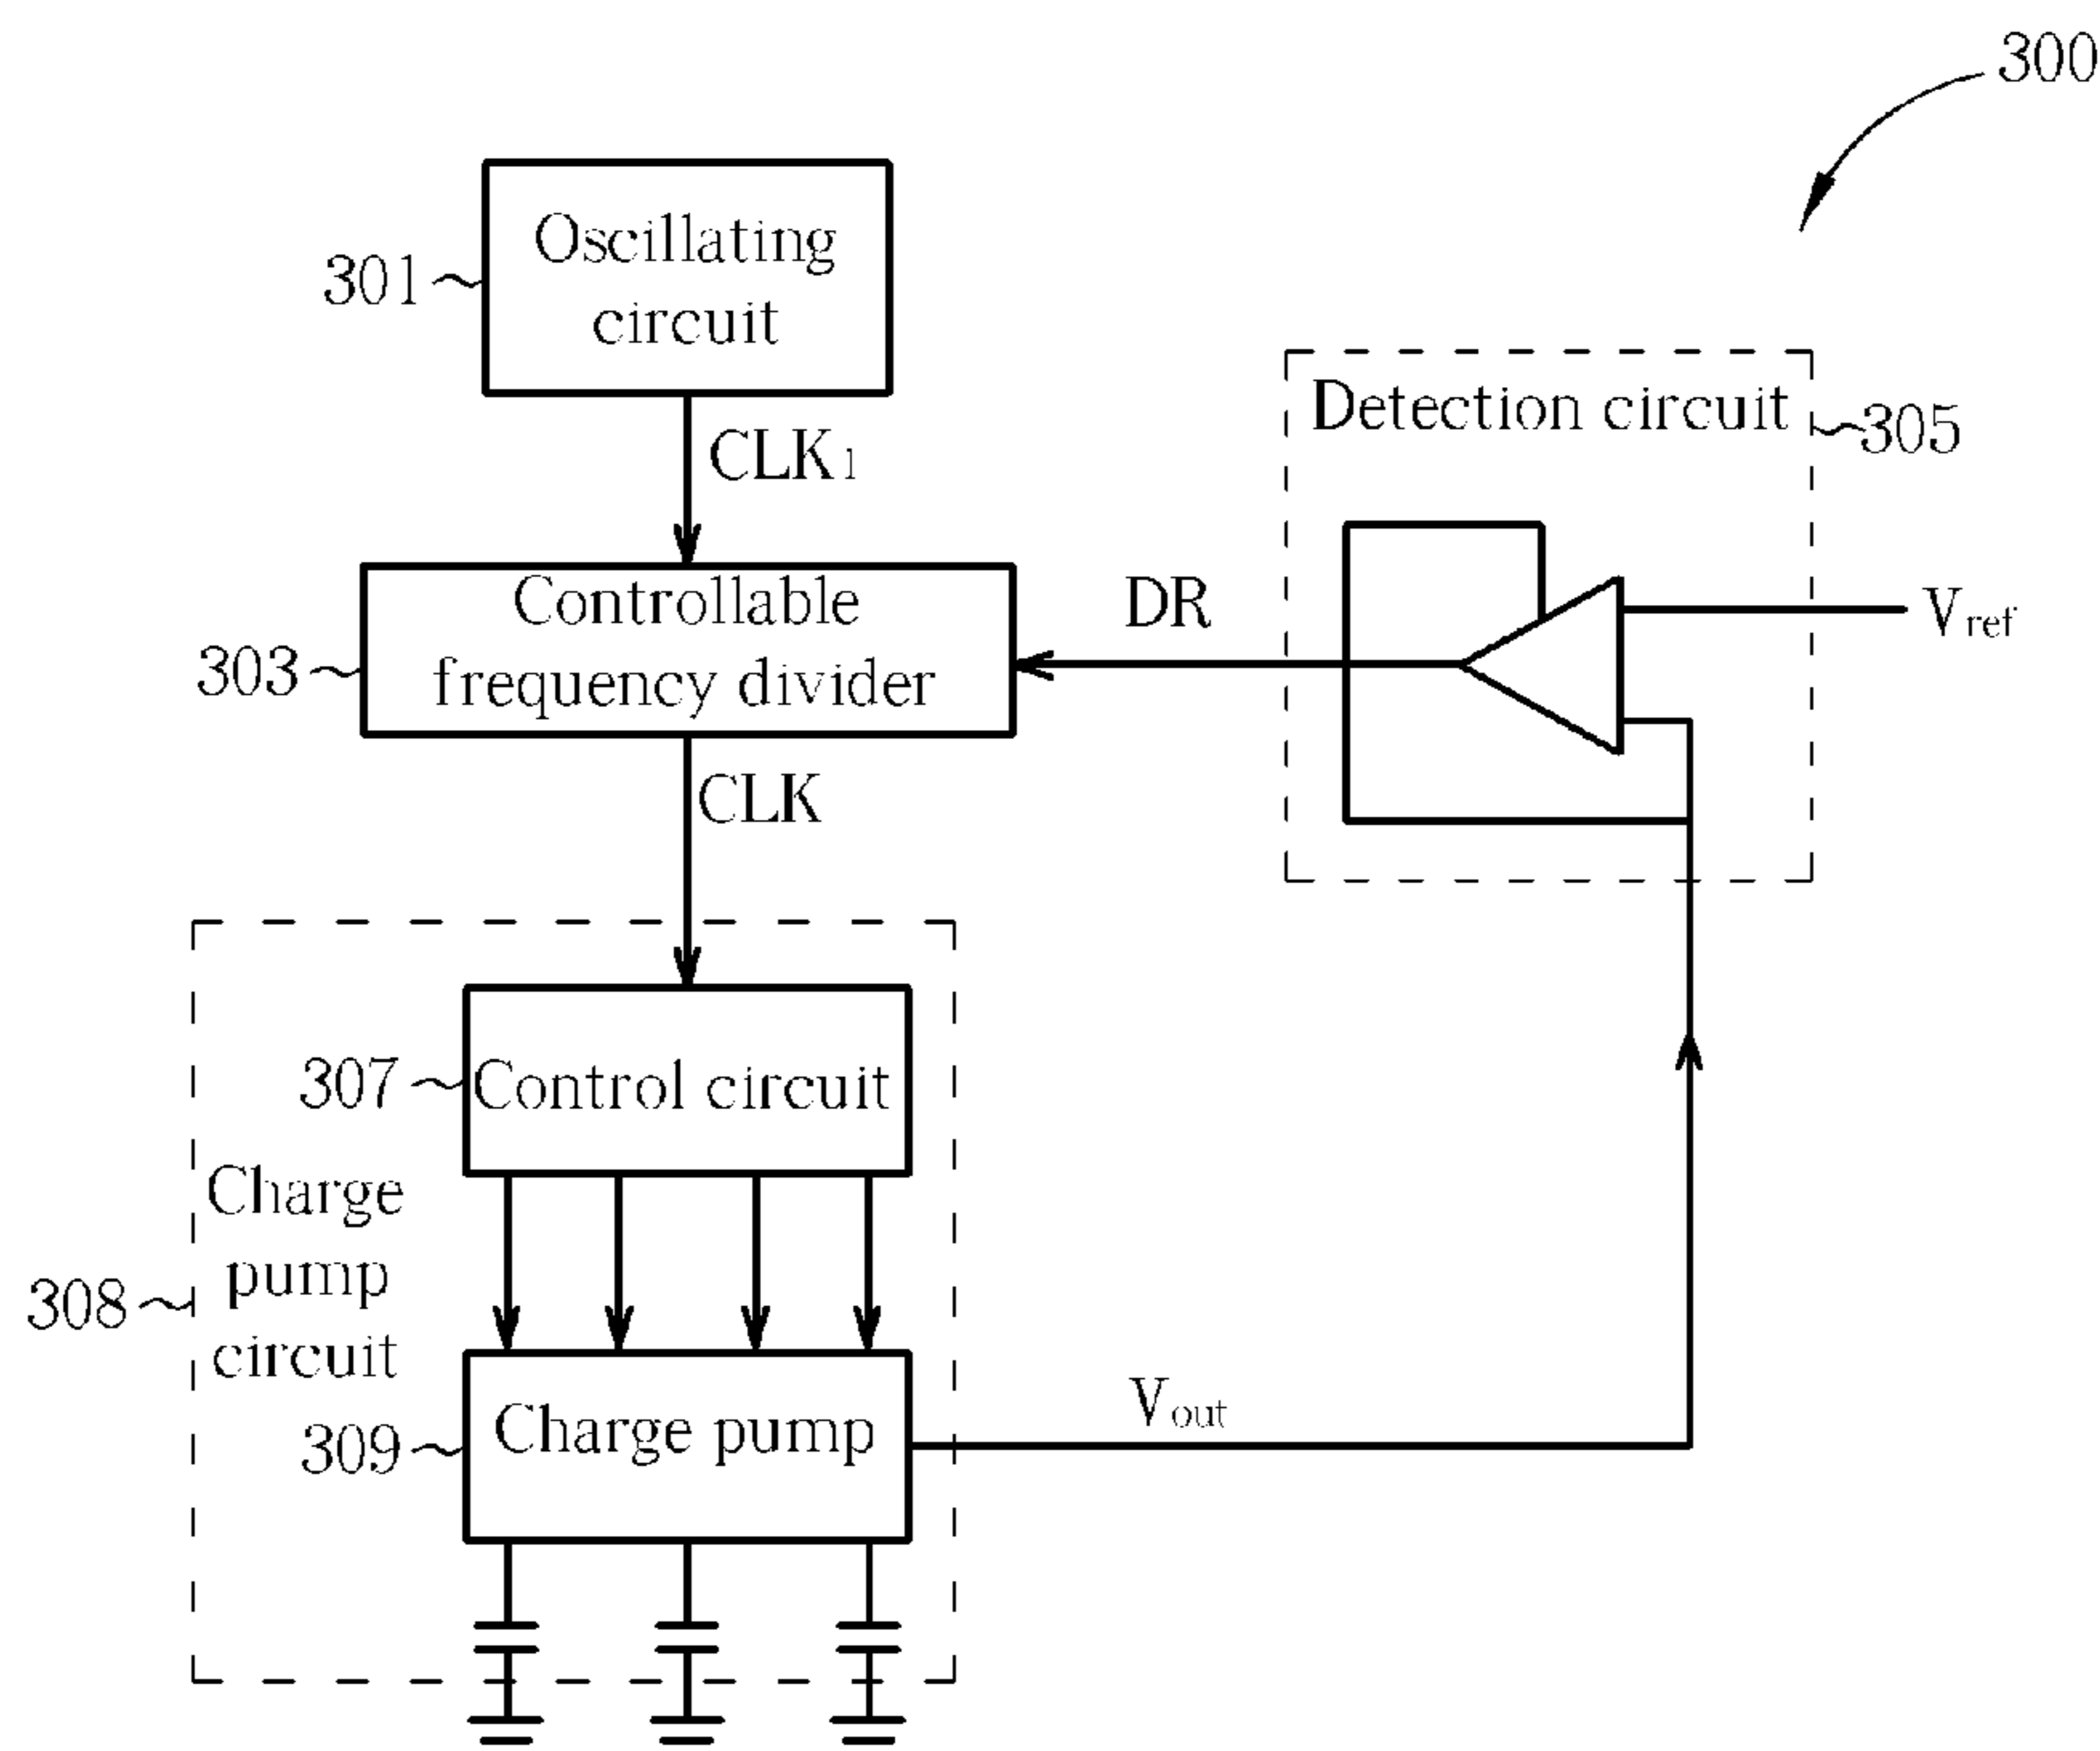 300
Oscillating
circuit
301
CLK1
Detection circuit
305
Controllable
frequency divider
303
DR
Vref
CLK
Control circuit
307
Charge
pump
circuit
308
Charge pump
309
Vout